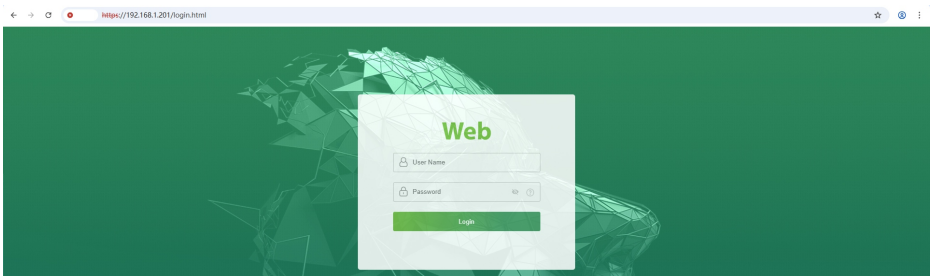 https://192.168.1.201/login.html
Web
User Name
Password
Login